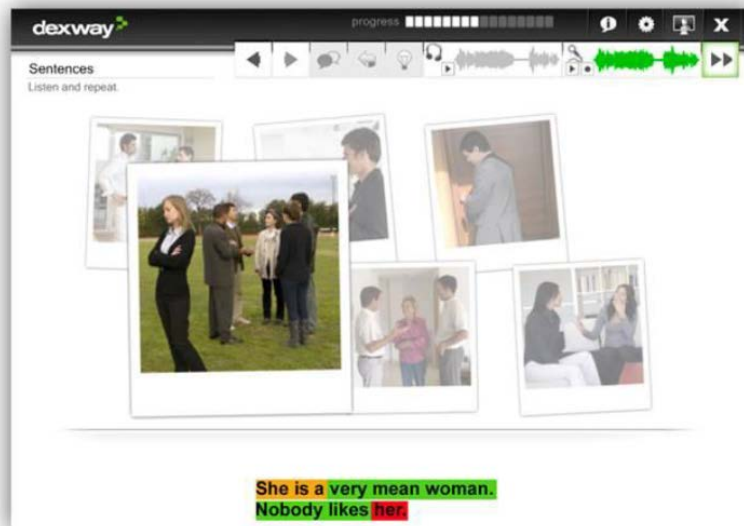 dexway
progress
Sentences
Listen and repeat.
She is a very mean woman.
Nobody likes her.